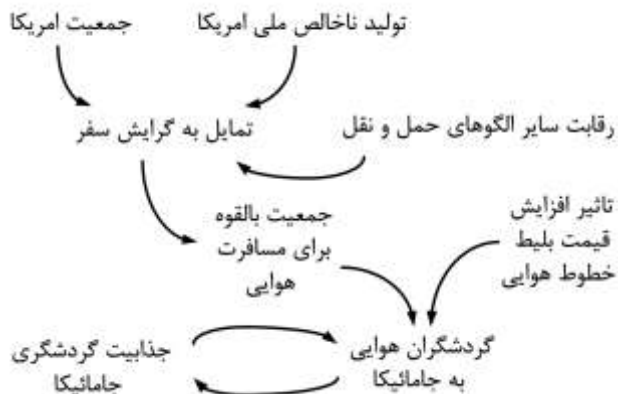 تولید ناخالص ملی امریکا
جمعیت امریکا
رقابت سایر الگوهای حمل و نقل
تمایل به گرایش سفر
تاثیر افزایش
قیمت بلیط
خطوط هوایی
جمعیت بالقوه
برای مسافرت
هوایی
گردشگران هوایی
به جامائیکا
جذابیت گردشگری
جامائیکا